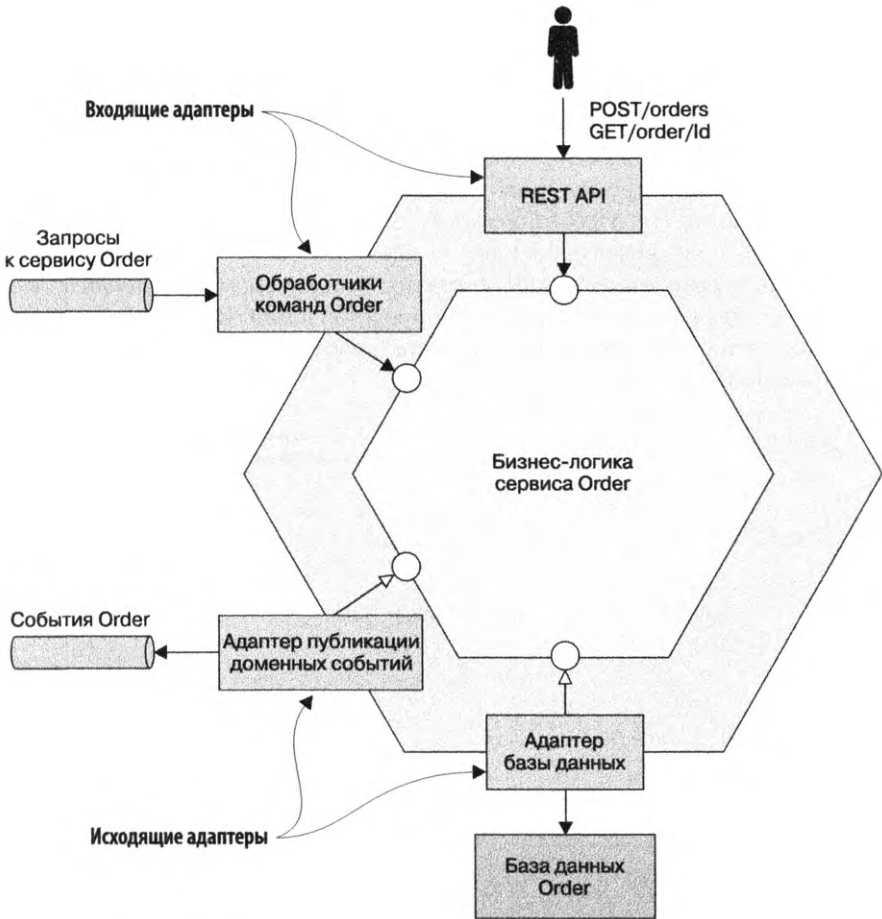 Входящие адаптеры
POST/orders
GET/order/Id
REST API
Запросы
к сервису Order
Обработчики
команд Order
Бизнес-логика
сервиса Order
События Order
Адаптер публикации
доменных событий
Адаптер
базы данных
Исходящие адаптеры
База данных
Order